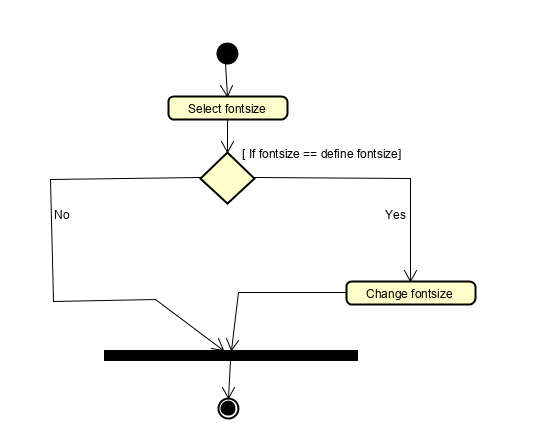 Select fontsize
[ If fontsize == define fontsize]
No
Yes
Change fontsize